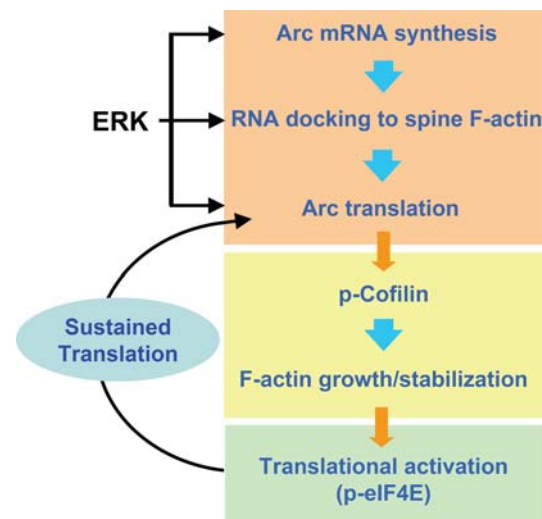 Arc mRNA synthesis
ERK
RNA docking to spine F-actin
Arc translation
p-Cofilin
Sustained
Translation
F-actin growth/stabilization
Translational activation
(p-eIF4E)